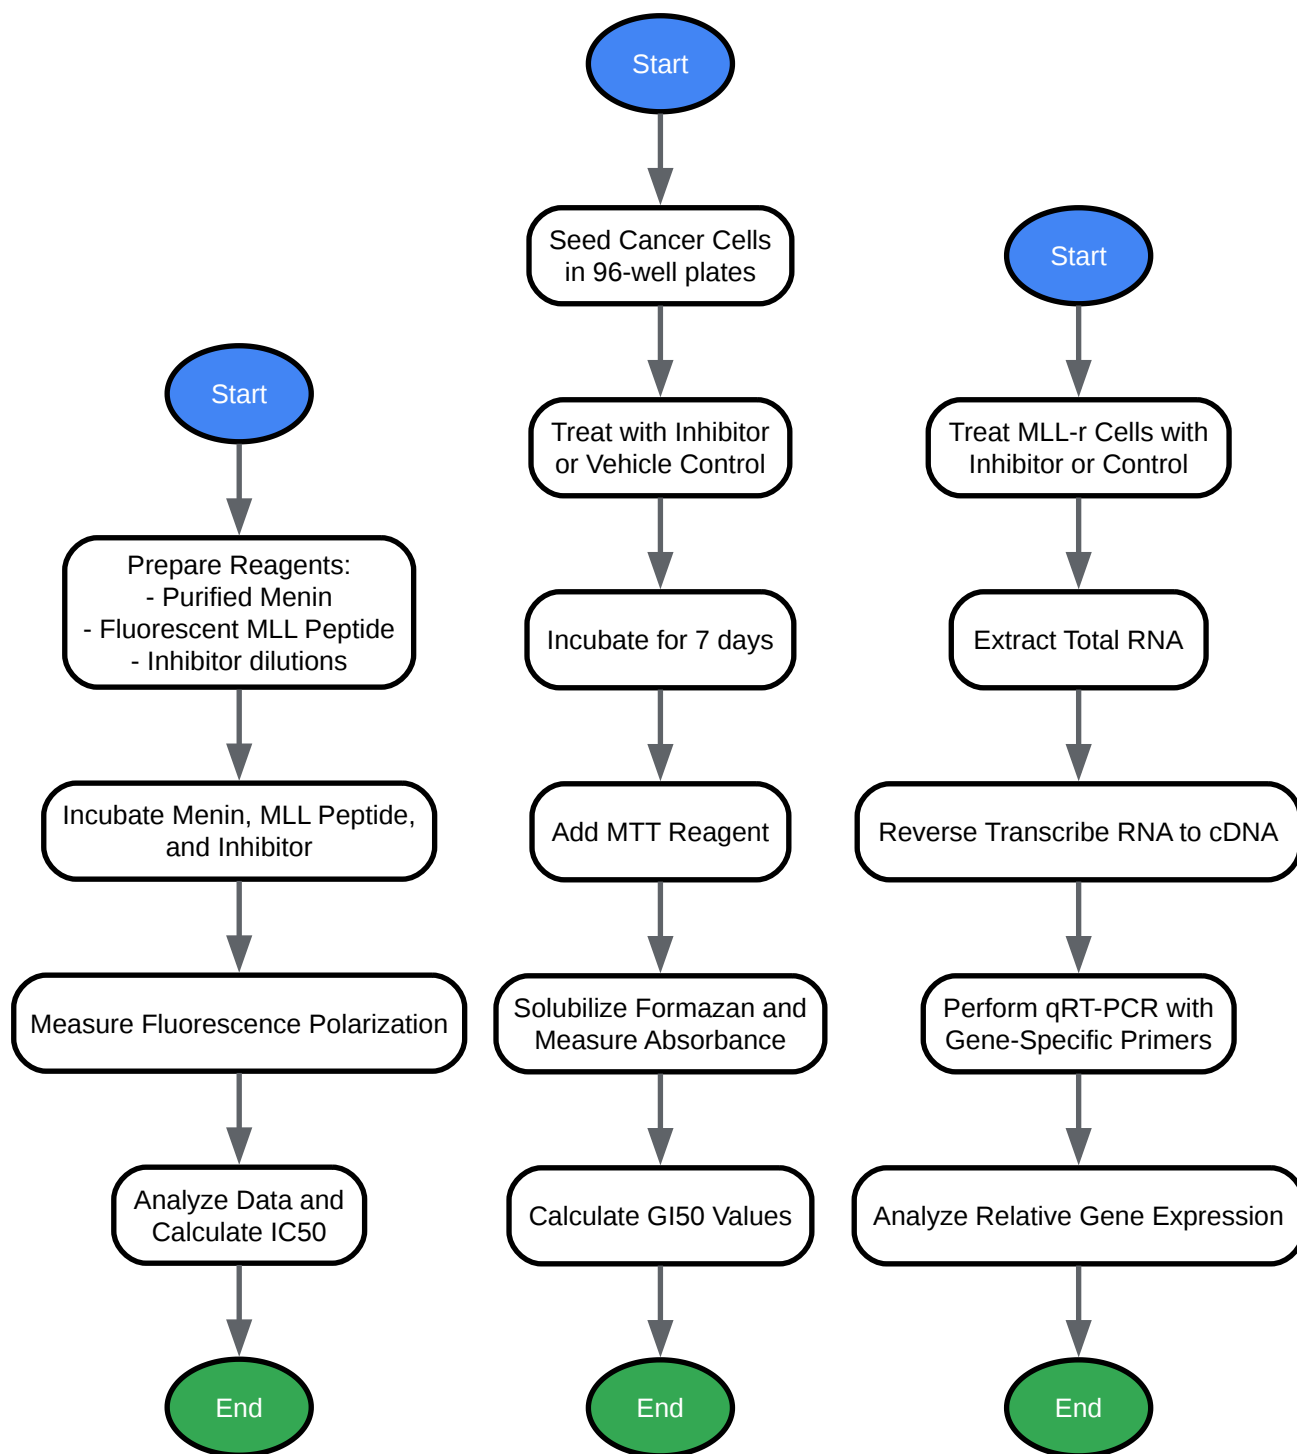 Start
Prepare Reagents:
- Purified Menin
- Fluorescent MLL Peptide
- Inhibitor dilutions
Incubate Menin, MLL Peptide,
and Inhibitor
Measure Fluorescence Polarization
Analyze Data and
Calculate IC50
End
Start
Seed Cancer Cells
in 96-well plates
Treat with Inhibitor
or Vehicle Control
Incubate for 7 days
Add MTT Reagent
Solubilize Formazan and
Measure Absorbance
Calculate GI50 Values
End
Start
Treat MLL-r Cells with
Inhibitor or Control
Extract Total RNA
Reverse Transcribe RNA to cDNA
Perform qRT-PCR with
Gene-Specific Primers
Analyze Relative Gene Expression
End